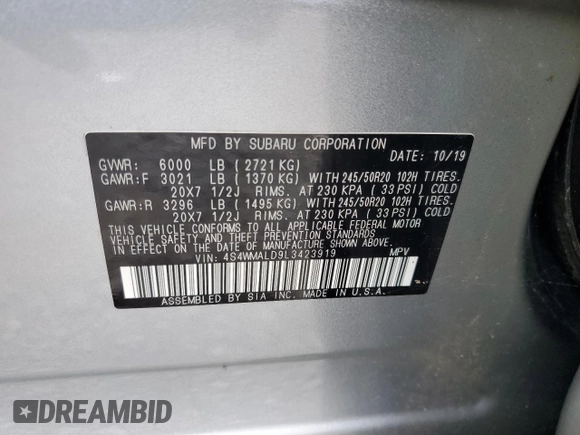 MFD BY SUBARU CORPORATION
GVWR: 6000 LB ( 2721 KG) DATE: 10/19
GAWR:F 3021 LB ( 1370 KG) WITH 245/50R20 102H TIRES.
20X7 1/2J RIMS. AT 230 KPA ( 33 PSI) COLD
GAWR:R 3296 LB ( 1495 KG) WITH 245/50R20 102H TIRES.
20X7 1/2J RIMS. AT 230 KPA ( 33 PSI) COLD
THIS VEHICLE CONFORMS TO ALL APPLICABLE FEDERAL MOTOR
VEHICLE SAFETY AND THEFT PREVENTION STANDARDS
IN EFFECT ON THE DATE OF MANUFACTURE SHOWN ABOVE.
VIN: 4S4WMALD9L3423919 MPV
ASSEMBLED BY SIA INC. MADE IN U.S.A.
DREAMBID